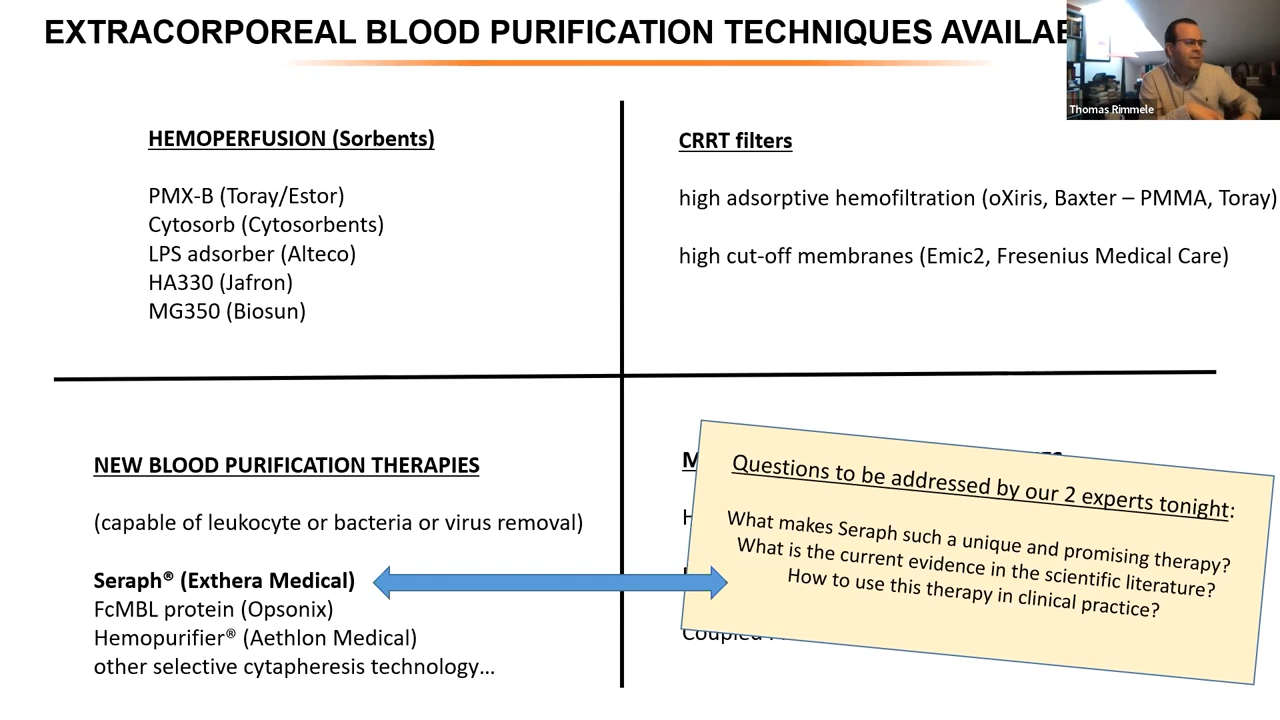 EXTRACORPOREAL BLOOD PURIFICATION TECHNIQUES
Thomas Rimmele
HEMOPERFUSION (Sorbents)
PMX-B (Toray/Estor)
Cytosorb (Cytosorbents)
LPS adsorber (Alteco)
HA330 (Jafron)
MG350 (Biosun)
CRRT filters
high adsorptive hemofiltration (oXiris, Baxter – PMMA, Toray)
high cut-off membranes (Emic2, Fresenius Medical Care)
NEW BLOOD PURIFICATION THERAPIES
(capable of leukocyte or bacteria or virus removal)
Seraph® (Exthera Medical)
FcMBL protein (Opsonix)
Hemopurifier® (Aethlon Medical)
other selective cytapheresis technology…
Questions to be addressed by our 2 experts tonight:
What makes Seraph such a unique and promising therapy?
What is the current evidence in the scientific literature?
How to use this therapy in clinical practice?